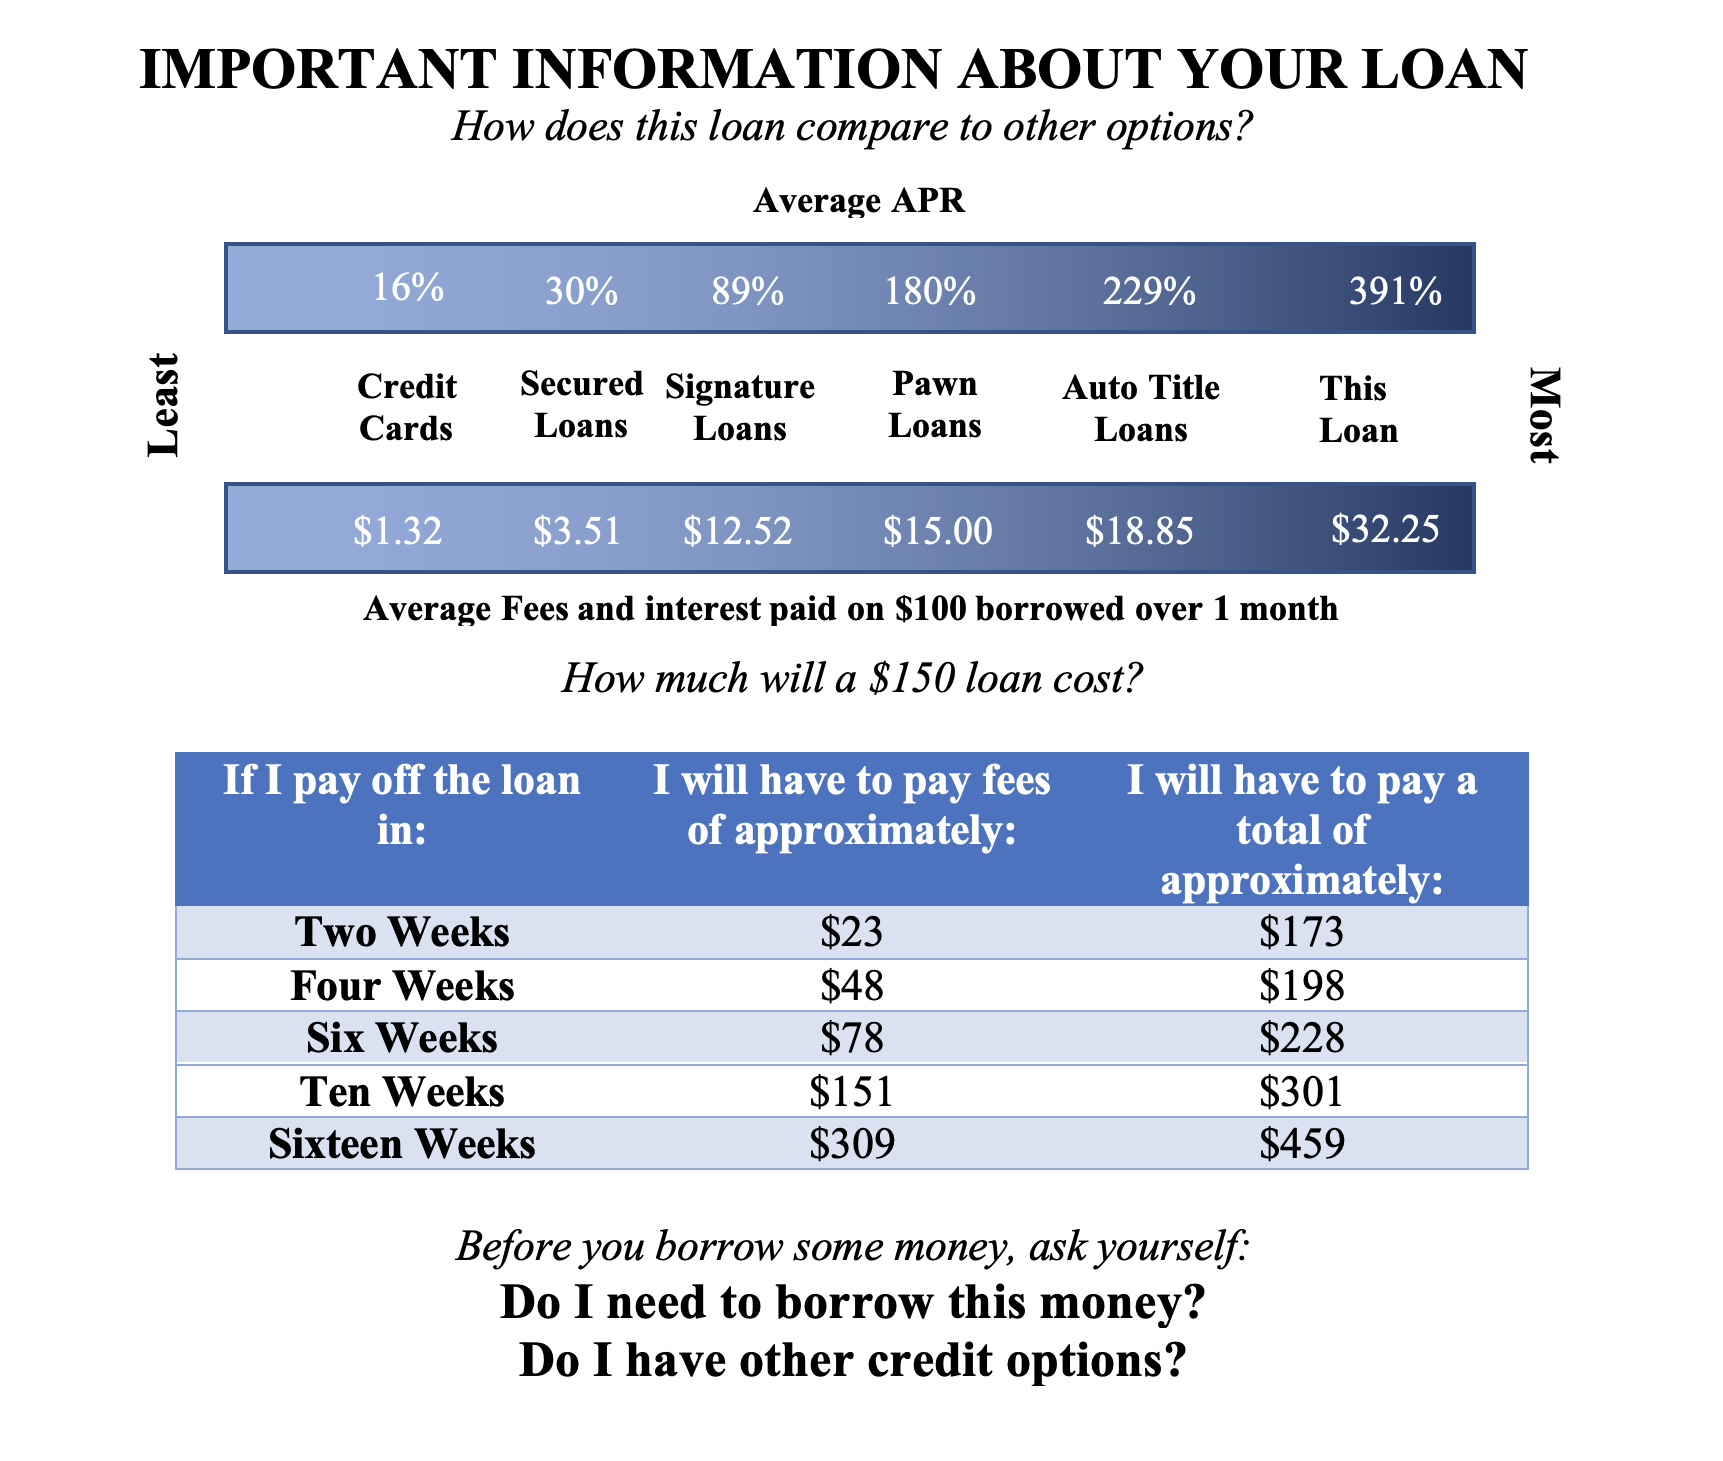 IMPORTANT INFORMATION ABOUT YOUR LOAN
How does this loan compare to other options?
Average APR
16% 30% 89% 180% 229% 391%
Least
Credit Cards
Secured Loans
Signature Loans
Pawn Loans
Auto Title Loans
This Loan
Most
$1.32 $3.51 $12.52 $15.00 $18.85 $32.25
Average Fees and interest paid on $100 borrowed over 1 month
How much will a $150 loan cost?
If I pay off the loan in:
I will have to pay fees of approximately:
I will have to pay a total of approximately:
Two Weeks $23 $173
Four Weeks $48 $198
Six Weeks $78 $228
Ten Weeks $151 $301
Sixteen Weeks $309 $459
Before you borrow some money, ask yourself:
Do I need to borrow this money?
Do I have other credit options?